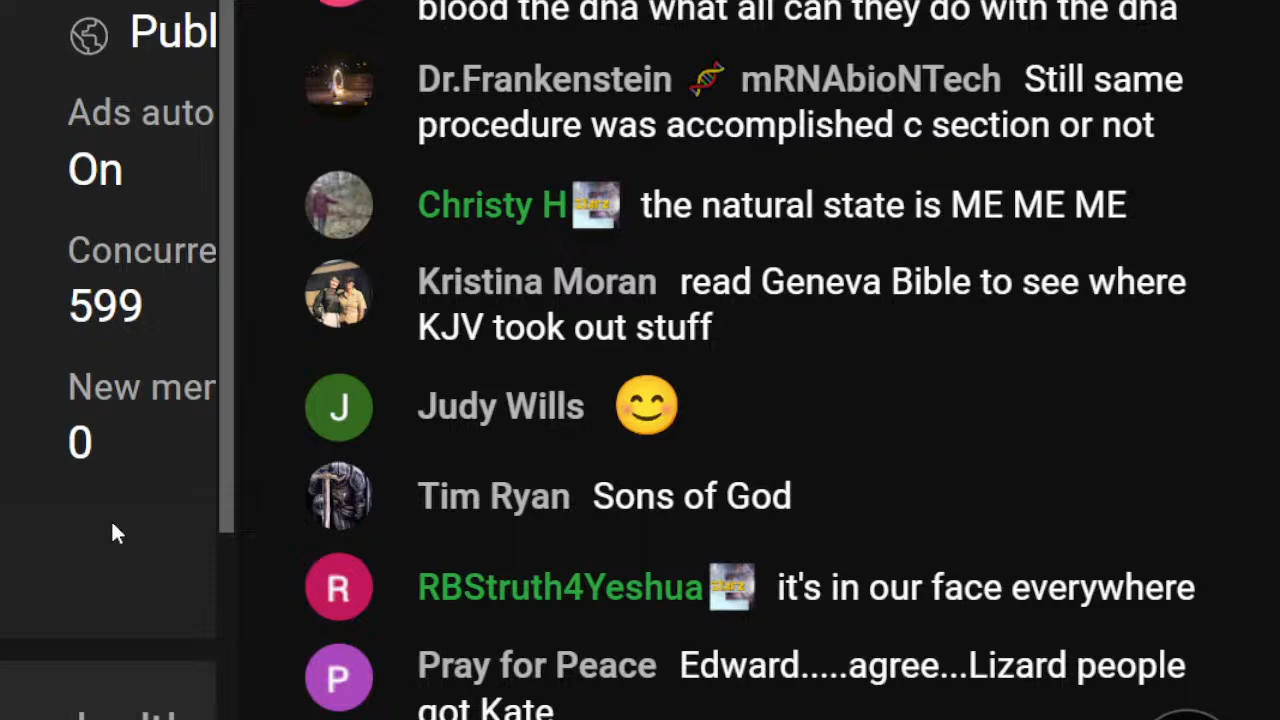 Publ
Ads auto
On
Concurre
599
New mer
0
blood the dna what all can they do with the dna
Dr.Frankenstein 🧬 mRNAbioNTech Still same
procedure was accomplished c section or not
Christy H Starz the natural state is ME ME ME
Kristina Moran read Geneva Bible to see where
KJV took out stuff
J Judy Wills 😊
Tim Ryan Sons of God
R RBStruth4Yeshua Starz it's in our face everywhere
P Pray for Peace Edward.....agree...Lizard people
got Kate